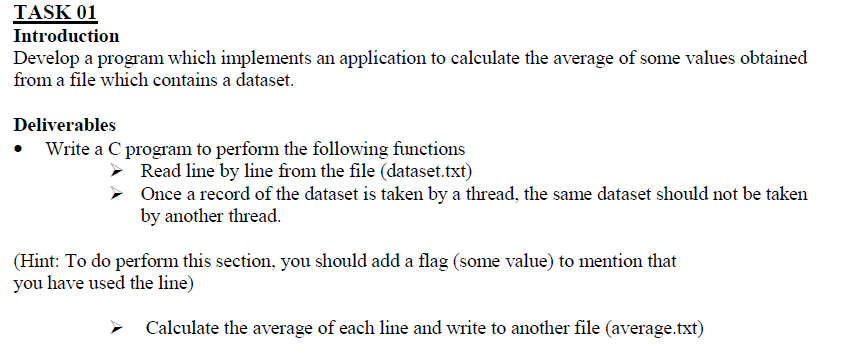 TASK 01
Introduction
Develop a program which implements an application to calculate the average of some values obtained
from a file which contains a dataset.
Deliverables
• Write a C program to perform the following functions
➢ Read line by line from the file (dataset.txt)
➢ Once a record of the dataset is taken by a thread, the same dataset should not be taken
by another thread.
(Hint: To do perform this section, you should add a flag (some value) to mention that
you have used the line)
➢ Calculate the average of each line and write to another file (average.txt)